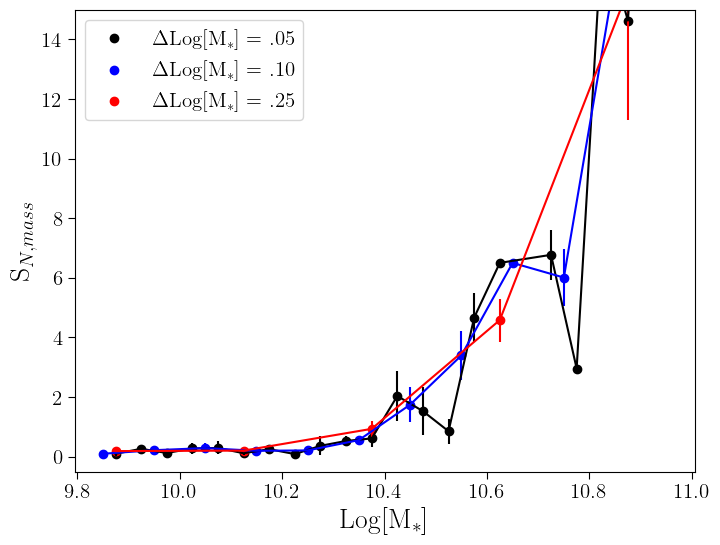 ΔLog[M*] = .05
ΔLog[M*] = .10
ΔLog[M*] = .25
14
12
10
8
6
4
2
0
S_N,mass
9.8 10.0 10.2 10.4 10.6 10.8 11.0
Log[M*]